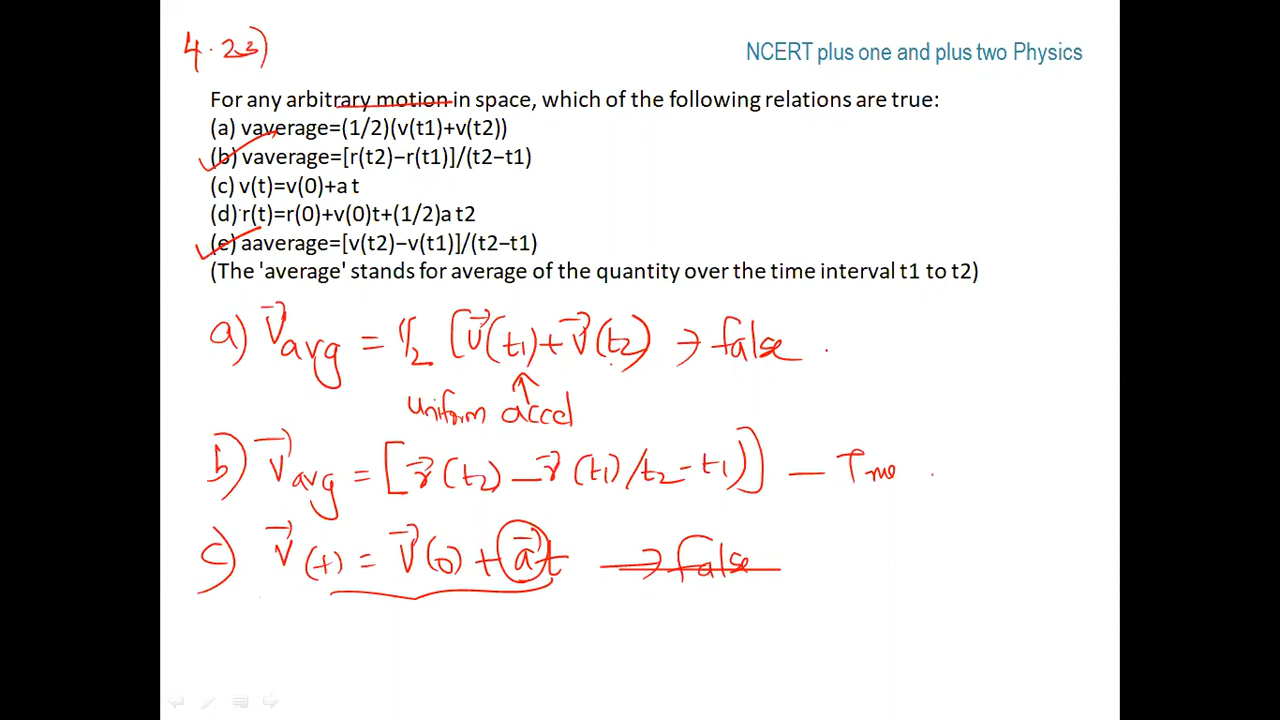 4.23)
NCERT plus one and plus two Physics
For any arbitrary motion in space, which of the following relations are true:
(a) vaverage=(1/2)(v(t1)+v(t2))
(b) vaverage=[r(t2)−r(t1)]/(t2−t1)
(c) v(t)=v(0)+a t
(d) r(t)=r(0)+v(0)t+(1/2)a t2
(e) aaverage=[v(t2)−v(t1)]/(t2−t1)
(The 'average' stands for average of the quantity over the time interval t1 to t2)
a) v⃗avg = 1/2 [v⃗(t1)+v⃗(t2) → false
uniform accel
b) v⃗avg = [r⃗(t2) – r⃗(t1)/t2–t1)] – True
c) v⃗(t) = v⃗(0) + a⃗t → false